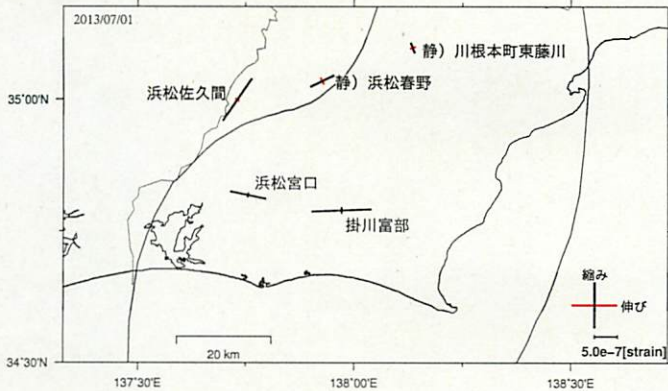 2013/07/01
静）川根本町東藤川
浜松佐久間
静）浜松春野
35°00'N
浜松宮口
掛川富部
縮み
伸び
20 km
5.0e-7[strain]
34°30'N
137°30'E
138°00'E
138°30'E